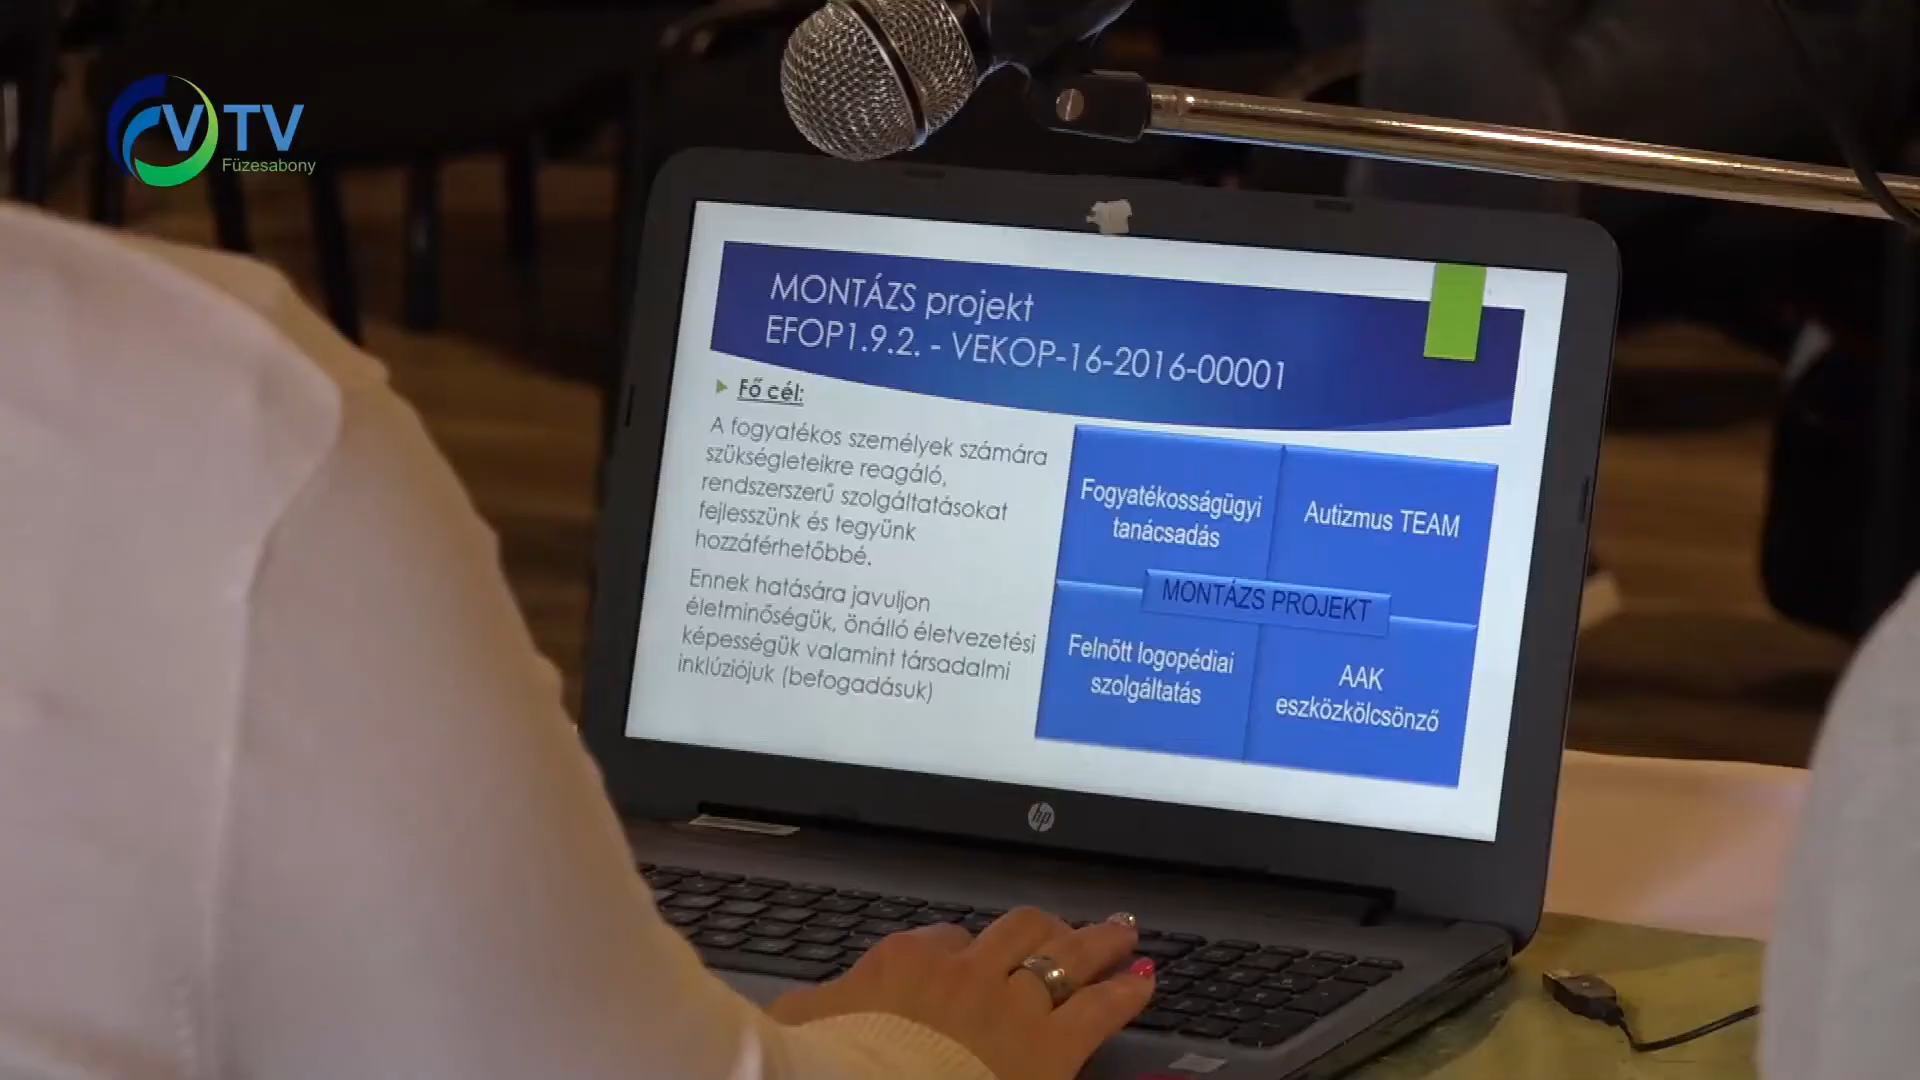 VTV
Füzesabony
MONTÁZS projekt
EFOP1.9.2. - VEKOP-16-2016-00001
Fő cél:
A fogyatékos személyek számára
szükségleteikre reagáló,
rendszerszerű szolgáltatásokat
fejlesszünk és tegyünk
hozzáférhetőbbé.
Ennek hatására javuljon
életminőségük, önálló életvezetési
képességük valamint társadalmi
inklúziójuk (befogadásuk)
Fogyatékosságügyi
tanácsadás
Autizmus TEAM
MONTÁZS PROJEKT
Felnőtt logopédiai
szolgáltatás
AAK
eszközkölcsönző
hp